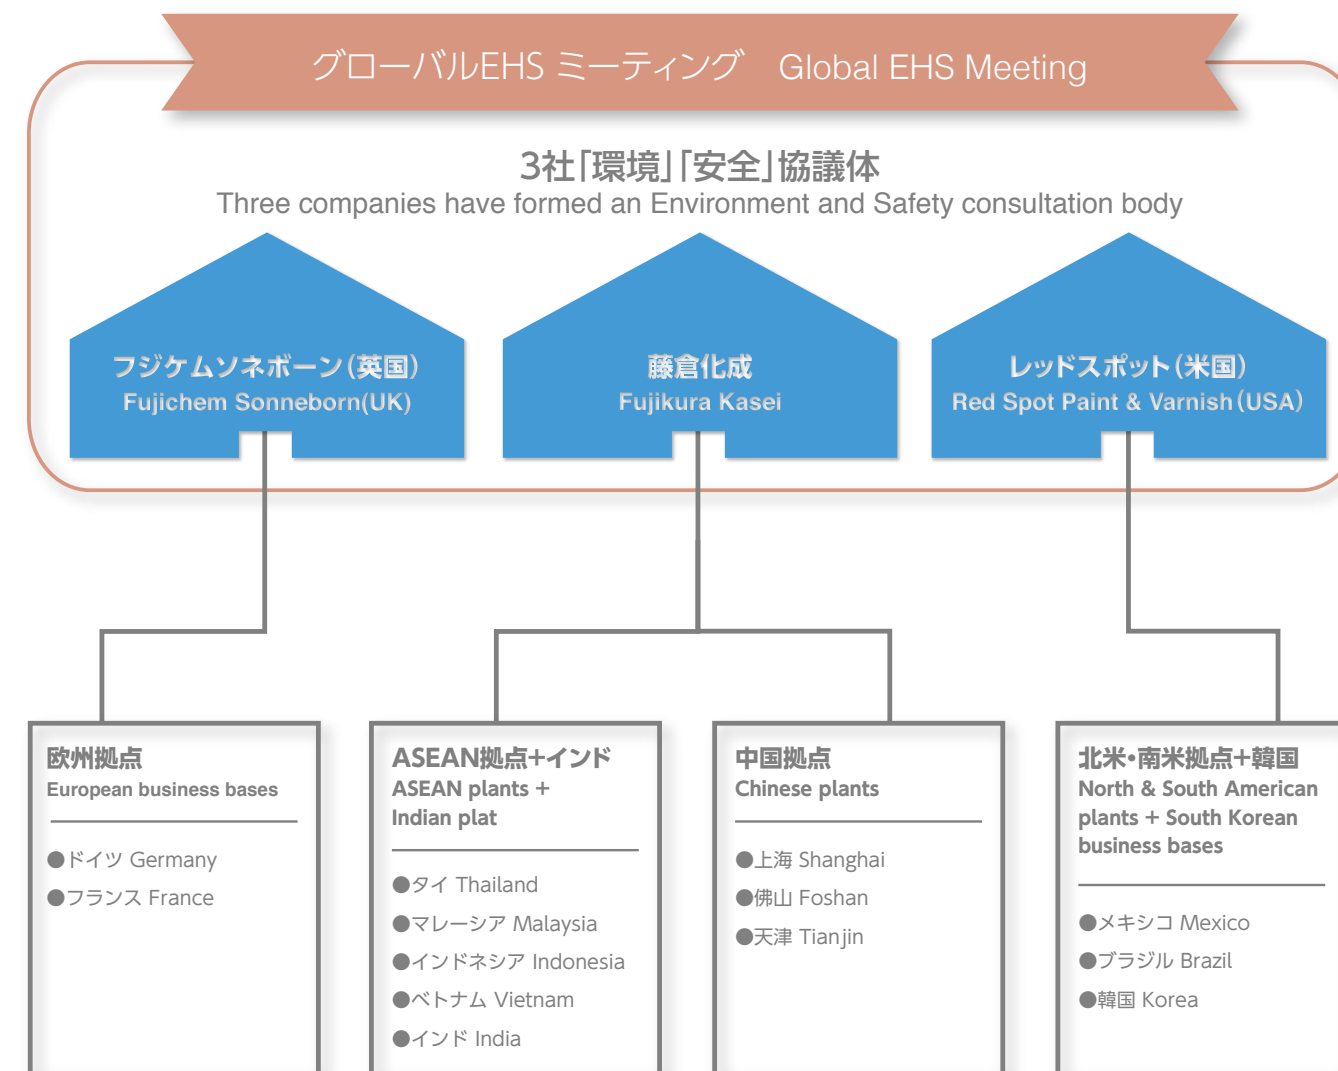 グローバルEHS ミーティング　Global EHS Meeting
3社「環境」「安全」協議体
Three companies have formed an Environment and Safety consultation body
フジケムソネボーン（英国）
Fujichem Sonneborn(UK)
藤倉化成
Fujikura Kasei
レッドスポット（米国）
Red Spot Paint & Varnish（USA）
欧州拠点
European business bases
●ドイツ Germany
●フランス France
ASEAN拠点+インド
ASEAN plants +
Indian plat
●タイ Thailand
●マレーシア Malaysia
●インドネシア Indonesia
●ベトナム Vietnam
●インド India
中国拠点
Chinese plants
●上海 Shanghai
●佛山 Foshan
●天津 Tianjin
北米・南米拠点+韓国
North & South American
plants + South Korean
business bases
●メキシコ Mexico
●ブラジル Brazil
●韓国 Korea